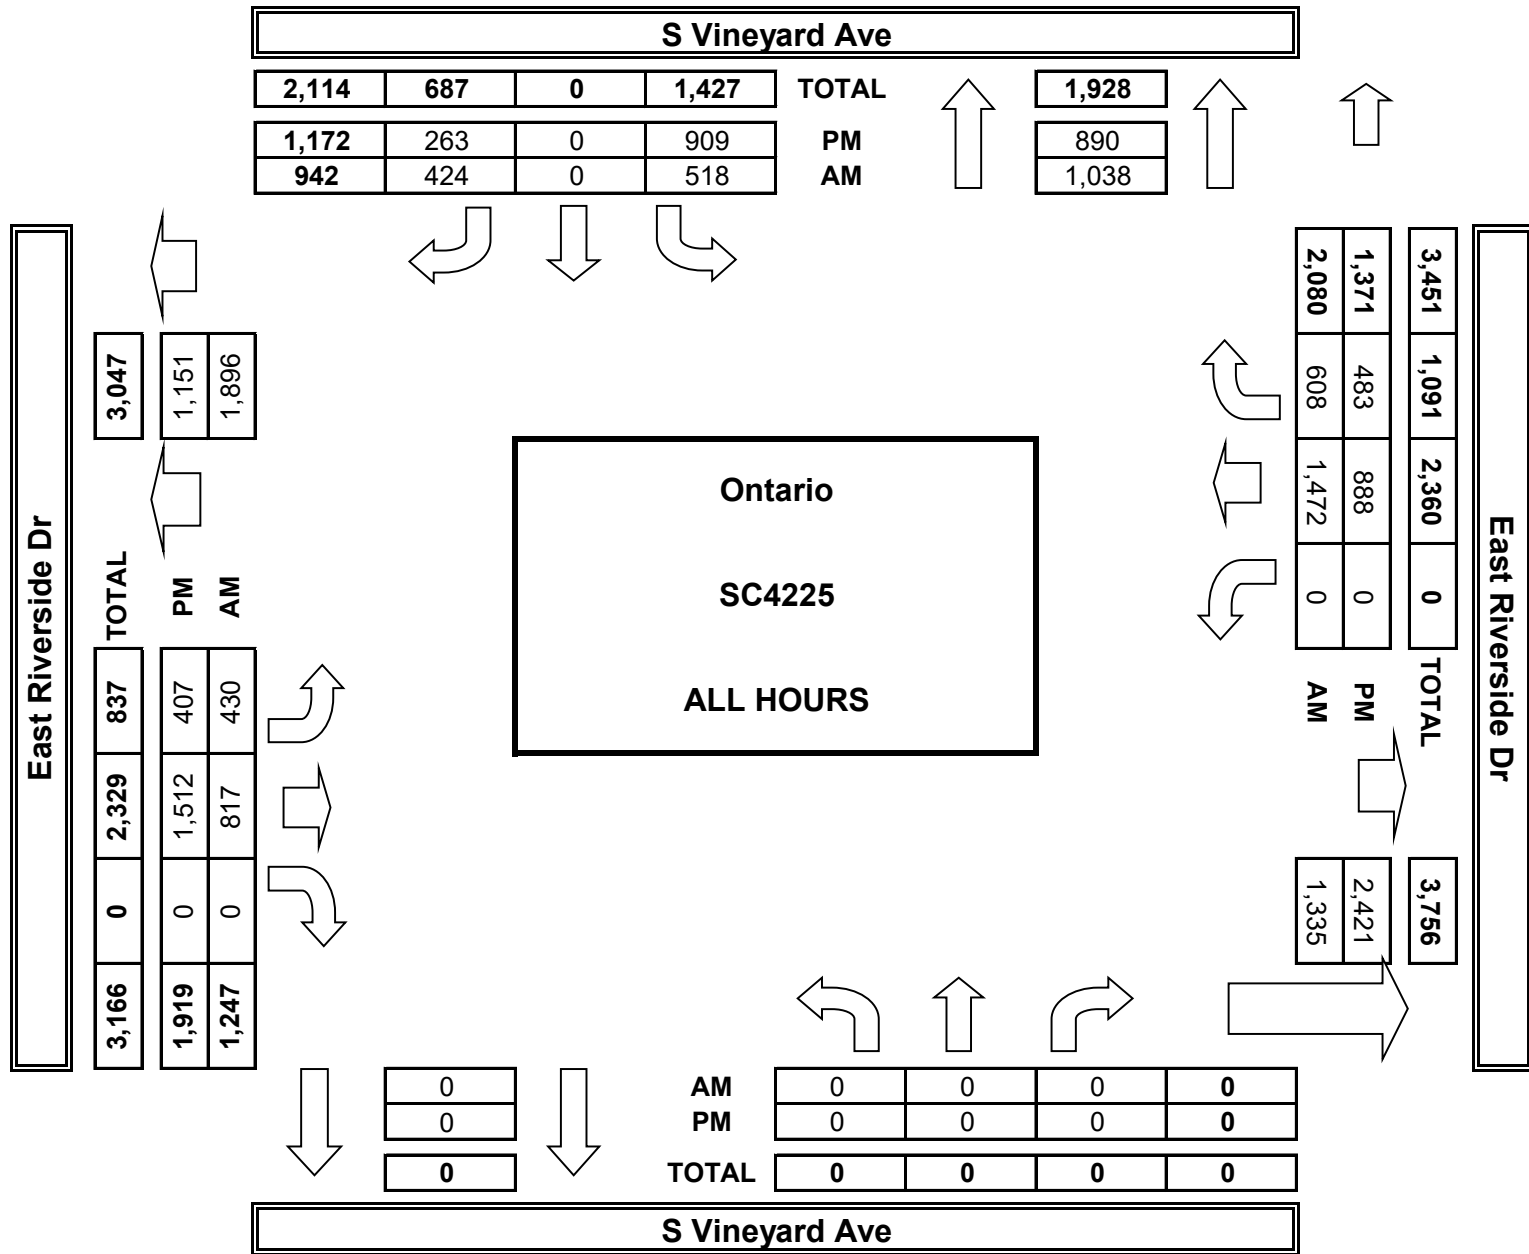 S Vineyard Ave
2,114 687 0 1,427 TOTAL 1,928
1,172 263 0 909 PM 890
942 424 0 518 AM 1,038
East Riverside Dr
3,047
1,151
1,896
TOTAL
PM
AM
837 2,329 0 3,166
407 1,512 0 1,919
430 817 0 1,247
Ontario
SC4225
ALL HOURS
3,451 1,091 2,360 0 TOTAL 3,756
1,371 483 888 0 PM 2,421
2,080 608 1,472 0 AM 1,335
East Riverside Dr
0 AM 0 0 0 0
0 PM 0 0 0 0
0 TOTAL 0 0 0 0
S Vineyard Ave